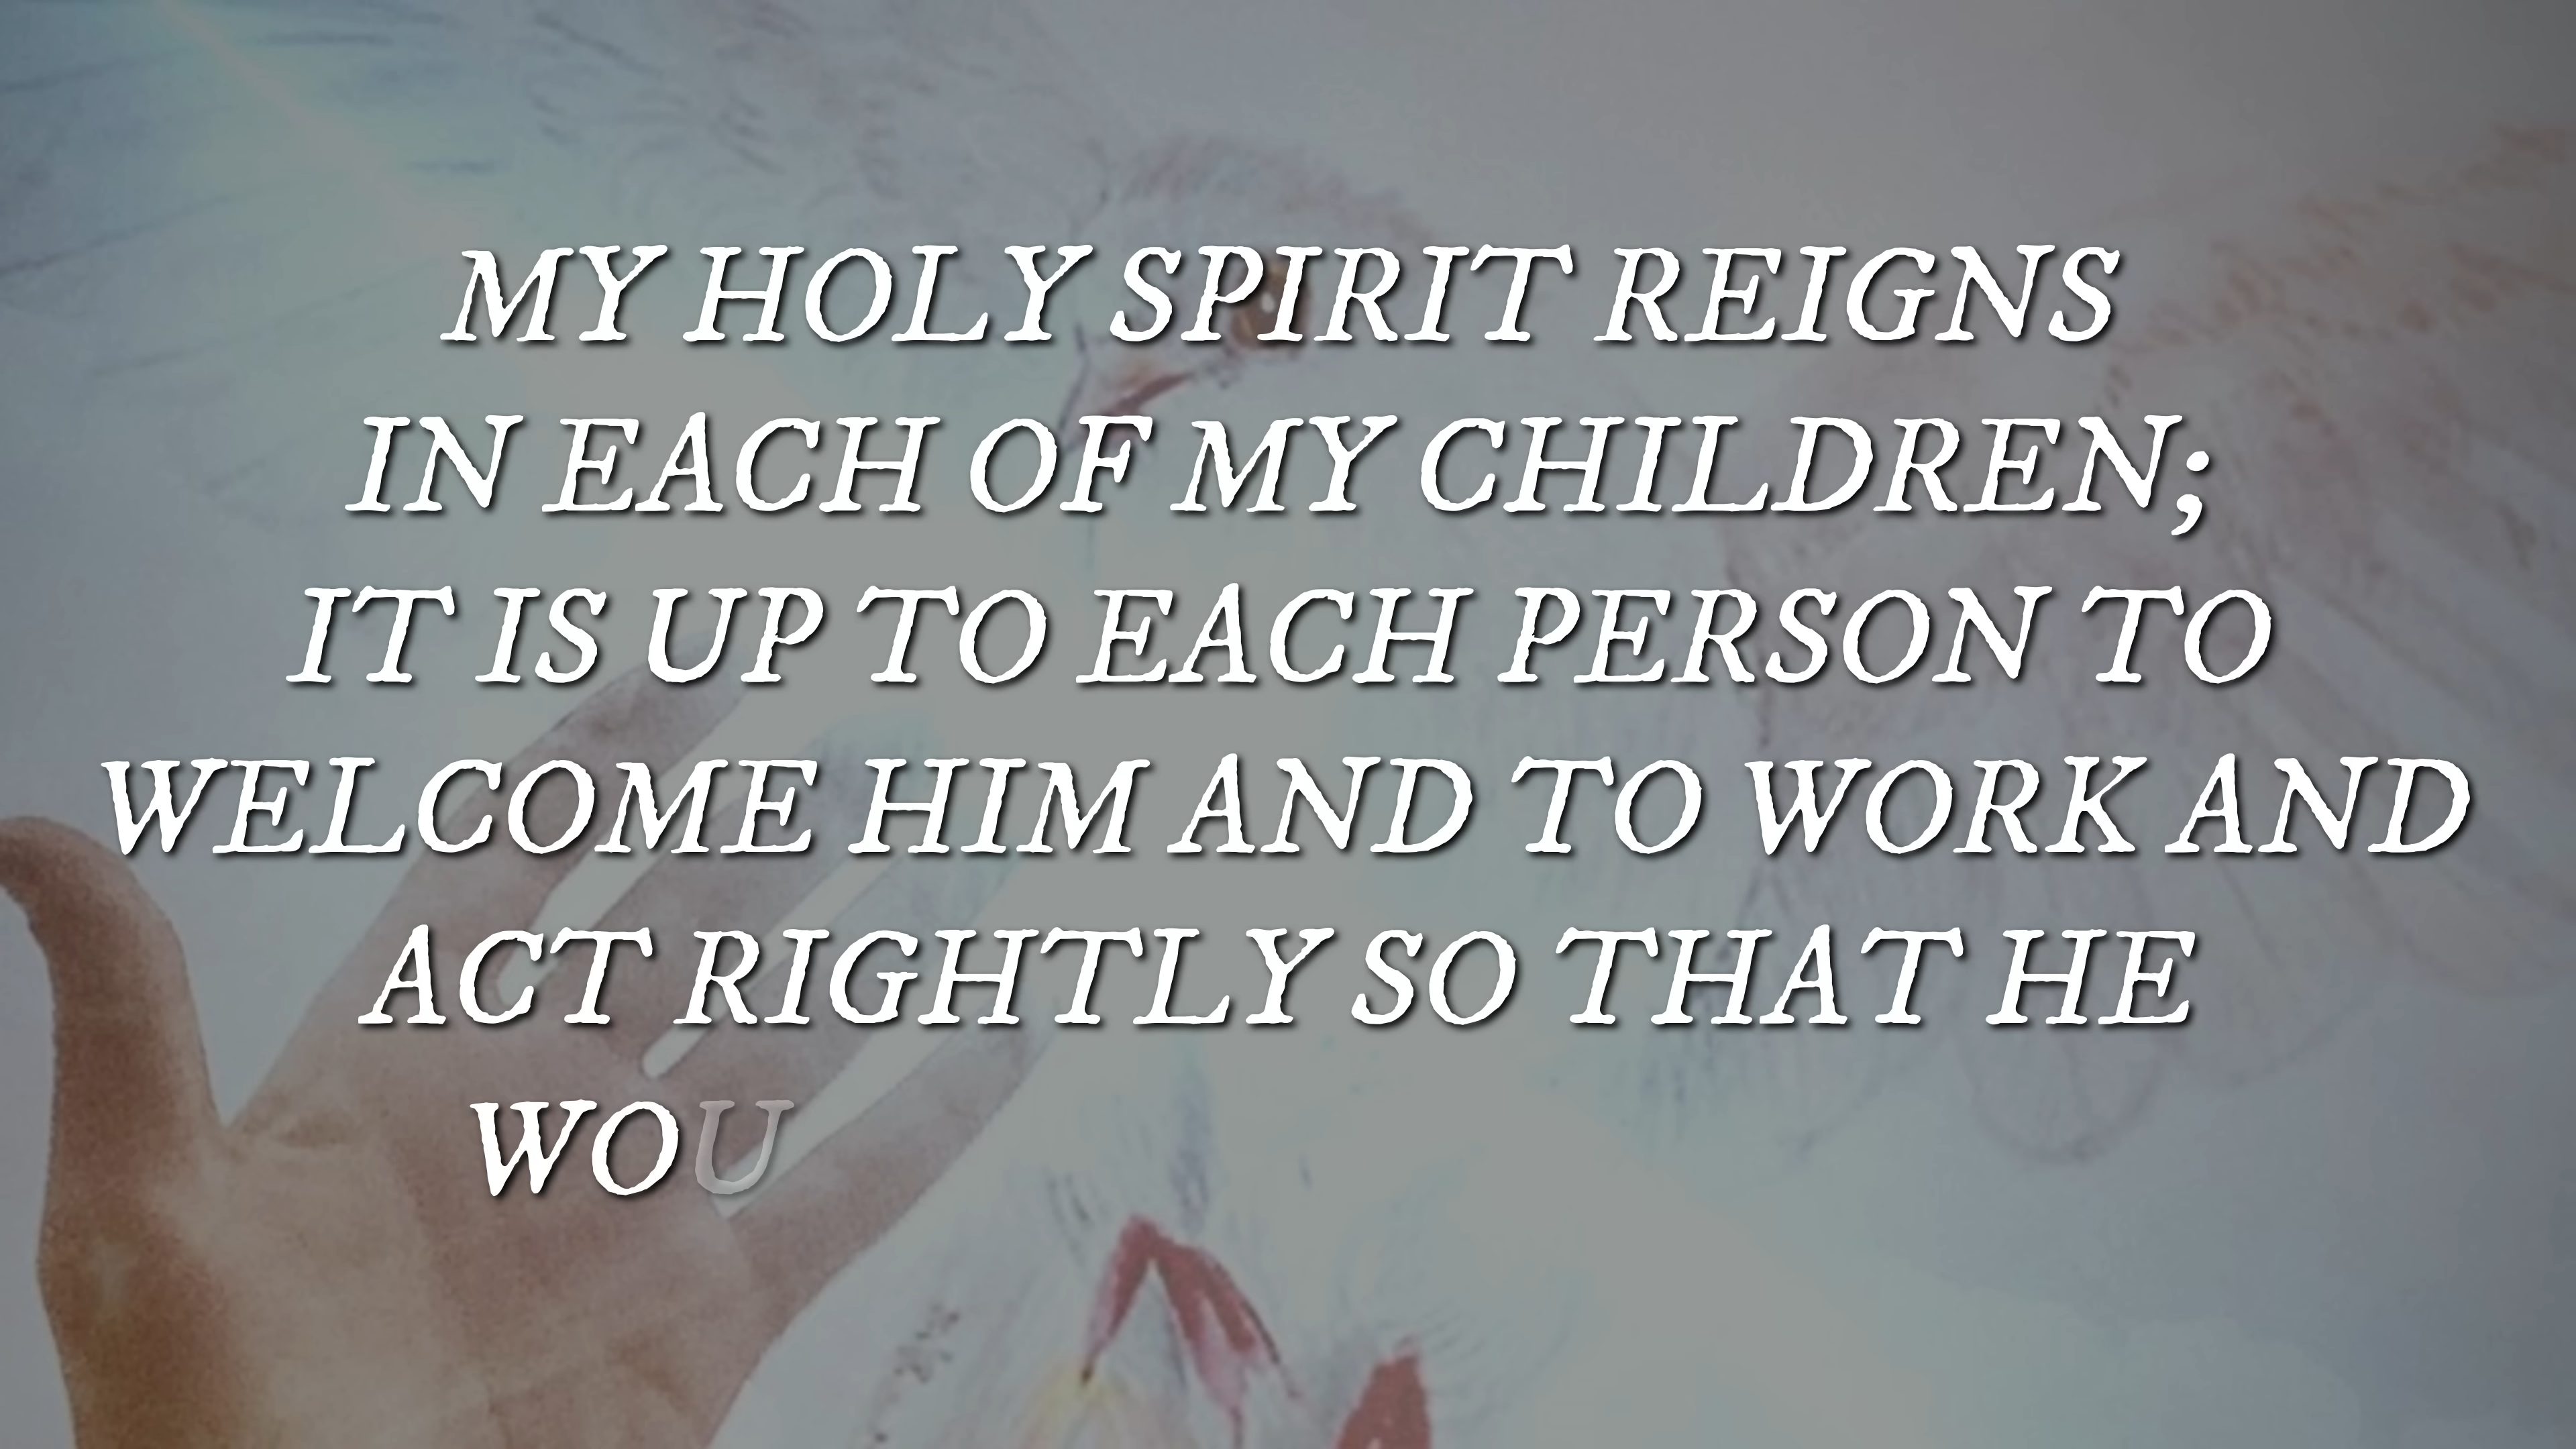 MY HOLY SPIRIT REIGNS
IN EACH OF MY CHILDREN;
IT IS UP TO EACH PERSON TO
WELCOME HIM AND TO WORK AND
ACT RIGHTLY SO THAT HE
WOU